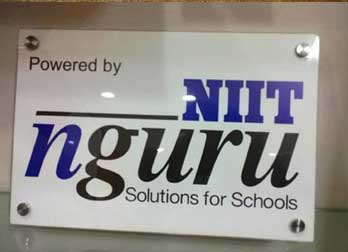 Powered by
NIIT
nguru
Solutions for Schools